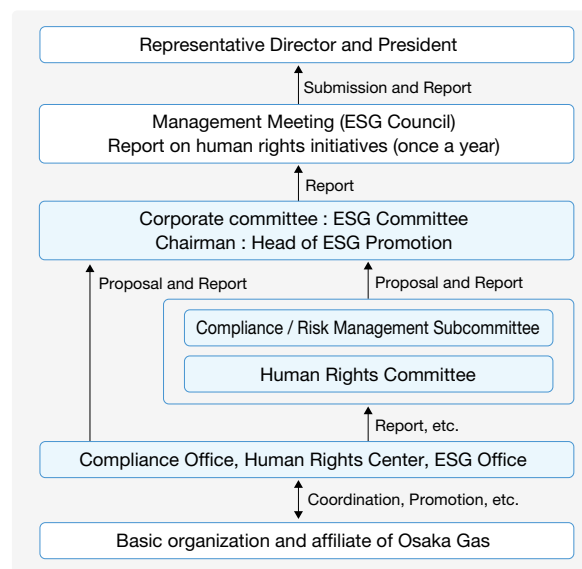 Representative Director and President
Submission and Report
Management Meeting (ESG Council)
Report on human rights initiatives (once a year)
Report
Corporate committee : ESG Committee
Chairman : Head of ESG Promotion
Proposal and Report
Proposal and Report
Compliance / Risk Management Subcommittee
Human Rights Committee
Report, etc.
Compliance Office, Human Rights Center, ESG Office
Coordination, Promotion, etc.
Basic organization and affiliate of Osaka Gas